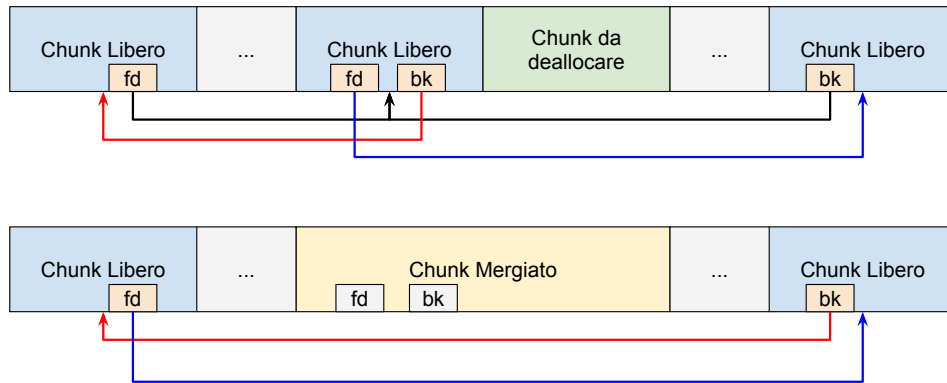 Chunk Libero
...
Chunk Libero
Chunk da
deallocare
...
Chunk Libero
fd
fd
bk
bk
Chunk Libero
...
Chunk Mergiato
...
Chunk Libero
fd
fd
bk
bk